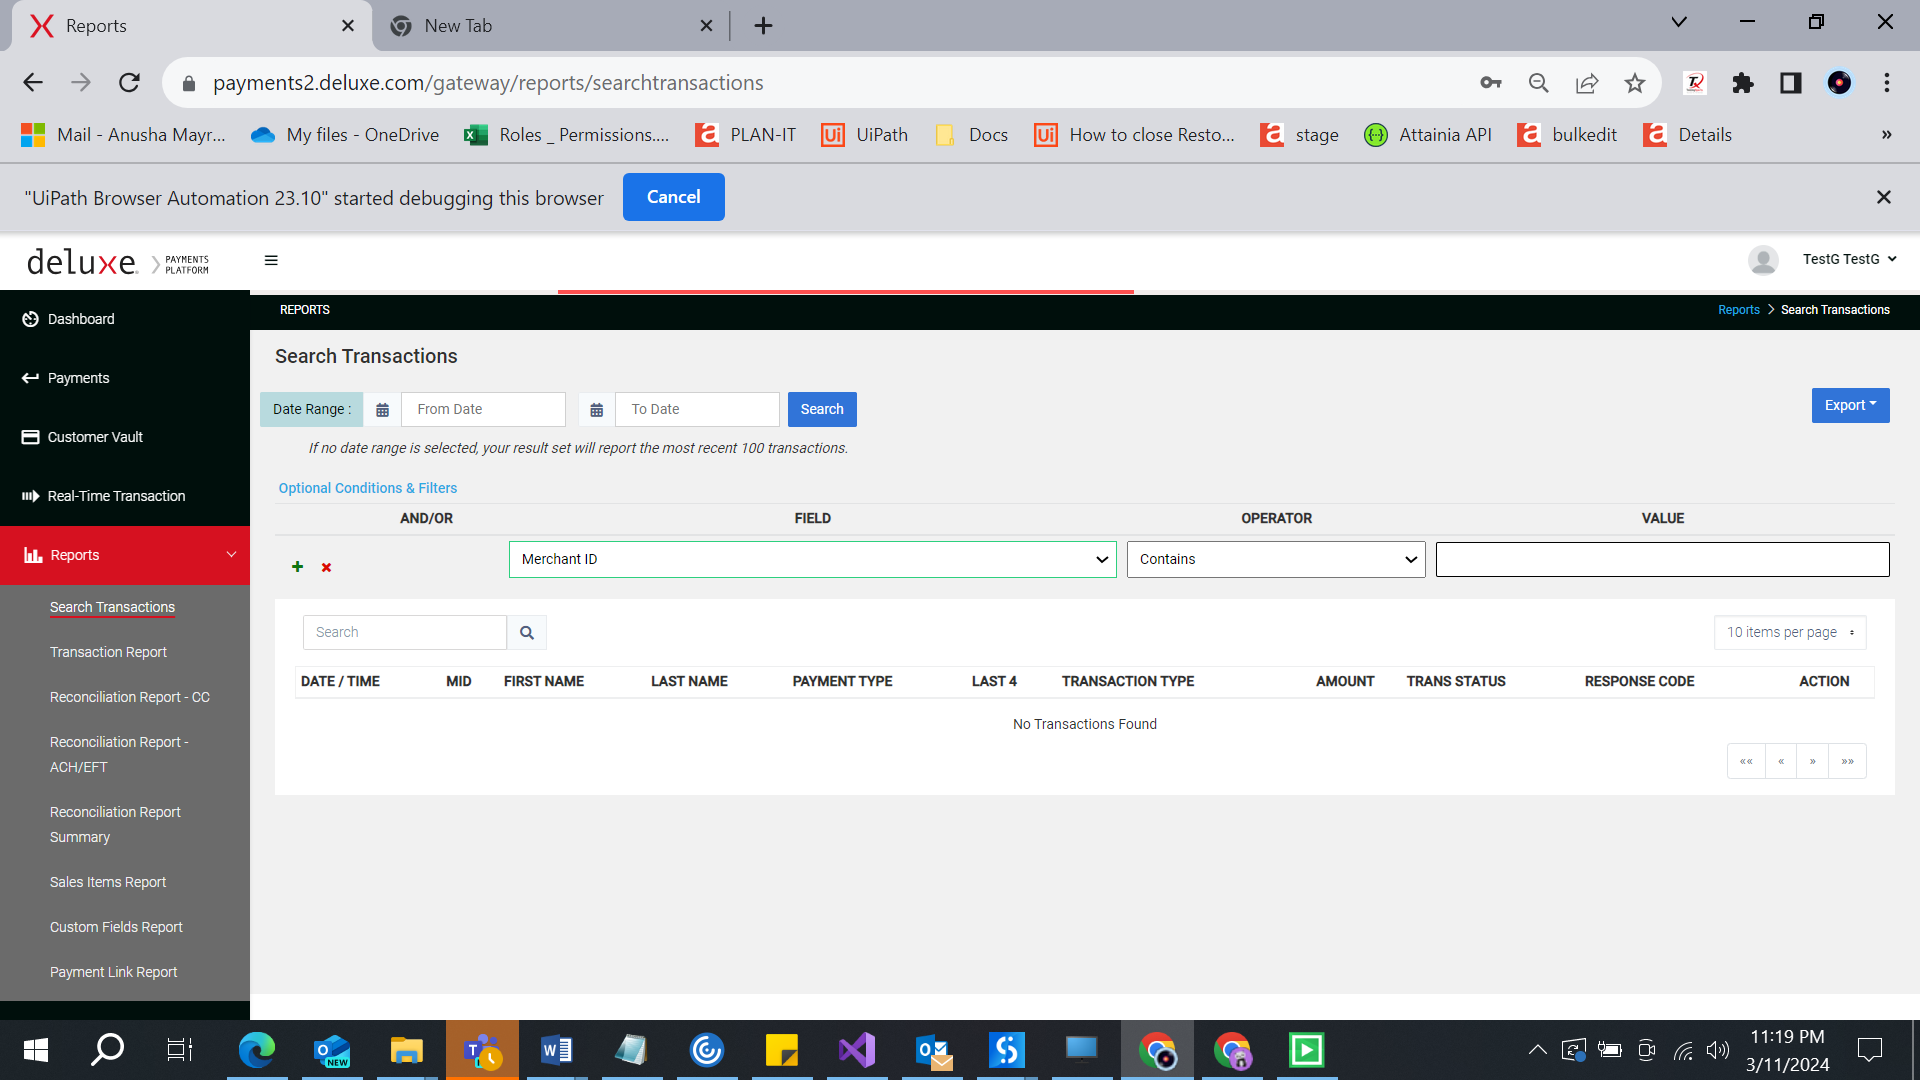 Reports
New Tab
payments2.deluxe.com/gateway/reports/searchtransactions
Mail - Anusha Mayr... My files - OneDrive Roles _ Permissions.... PLAN-IT UiPath Docs How to close Resto... stage Attainia API bulkedit Details »
"UiPath Browser Automation 23.10" started debugging this browser Cancel
deluxe. PAYMENTS PLATFORM
TestG TestG
Dashboard
Payments
Customer Vault
Real-Time Transaction
Reports
Search Transactions
Transaction Report
Reconciliation Report - CC
Reconciliation Report -
ACH/EFT
Reconciliation Report
Summary
Sales Items Report
Custom Fields Report
Payment Link Report
REPORTS
Reports > Search Transactions
Search Transactions
Date Range : From Date To Date Search
Export
If no date range is selected, your result set will report the most recent 100 transactions.
Optional Conditions & Filters
AND/OR FIELD OPERATOR VALUE
Merchant ID Contains
Search
10 items per page
DATE / TIME MID FIRST NAME LAST NAME PAYMENT TYPE LAST 4 TRANSACTION TYPE AMOUNT TRANS STATUS RESPONSE CODE ACTION
No Transactions Found
«« « » »»
NEW
11:19 PM
3/11/2024